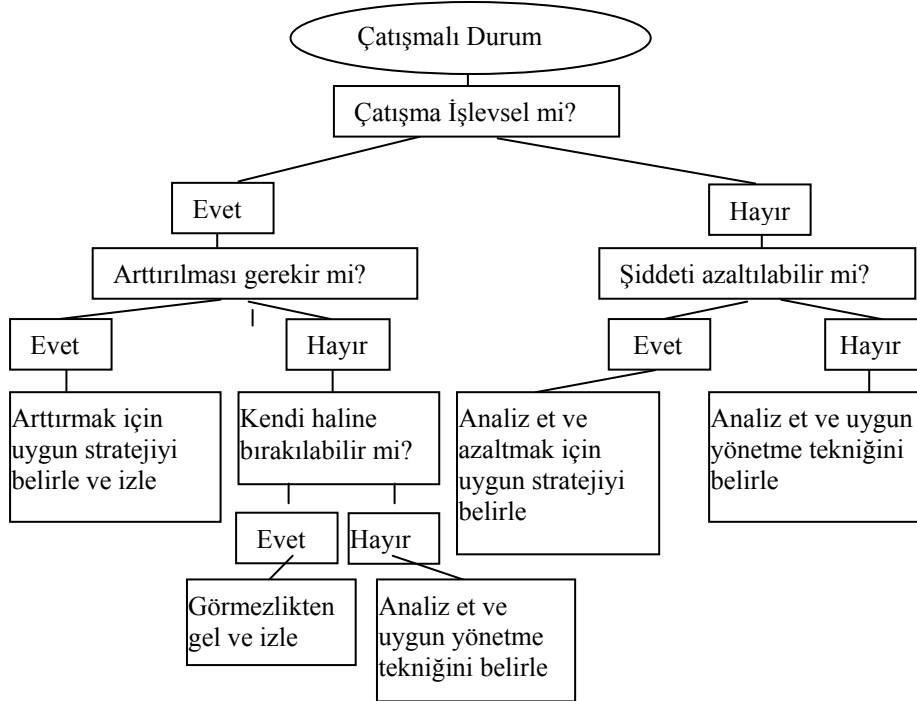 Çatışmalı Durum
Çatışma İşlevsel mi?
Evet
Hayır
Arttırılması gerekir mi?
Şiddeti azaltılabilir mi?
Evet
Hayır
Evet
Hayır
Arttırmak için
uygun stratejiyi
belirle ve izle
Kendi haline
bırakılabilir mi?
Analiz et ve
azaltmak için
uygun stratejiyi
belirle
Analiz et ve uygun
yönetme tekniğini
belirle
Evet
Hayır
Görmezlikten
gel ve izle
Analiz et ve
uygun yönetme
tekniğini belirle